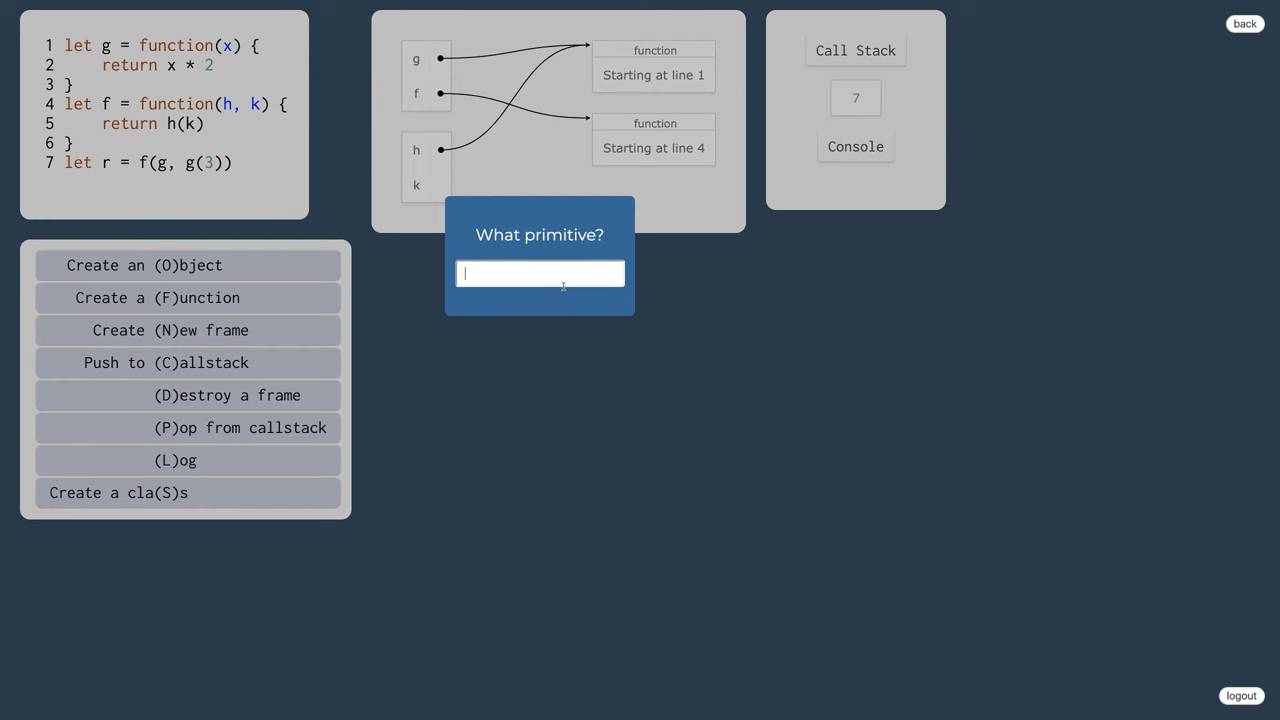 1 let g = function(x) {
2     return x * 2
3 }
4 let f = function(h, k) {
5     return h(k)
6 }
7 let r = f(g, g(3))
g
f
h
k
function
Starting at line 1
function
Starting at line 4
Call Stack
7
Console
back
What primitive?
Create an (O)bject
Create a (F)unction
Create (N)ew frame
Push to (C)allstack
(D)estroy a frame
(P)op from callstack
(L)og
Create a cla(S)s
logout